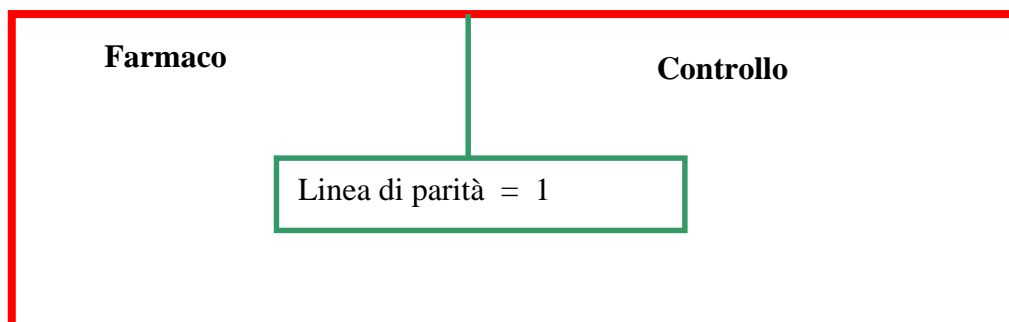 Farmaco
Controllo
Linea di parità = 1